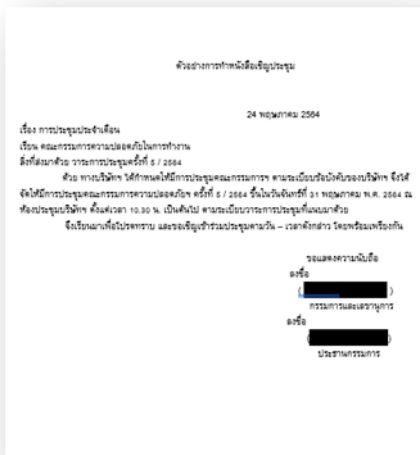 ตัวอย่างการทำหนังสือเชิญประชุม
24 พฤษภาคม 2564
เรื่อง การประชุมประจำเดือน
เรียน คณะกรรมการความปลอดภัยในการทำงาน
สิ่งที่ส่งมาด้วย วาระการประชุมครั้งที่ 5 / 2564
ด้วย ทางบริษัทฯ ได้กำหนดให้มีการประชุมคณะกรรมการฯ ตามระเบียบข้อบังคับของบริษัทฯ จึงได้
จัดให้มีการประชุมคณะกรรมการความปลอดภัยฯ ครั้งที่ 5 / 2564 ขึ้นในวันจันทร์ที่ 31 พฤษภาคม พ.ศ. 2564 ณ
ห้องประชุมบริษัทฯ ตั้งแต่เวลา 10.30 น. เป็นต้นไป ตามระเบียบวาระการประชุมที่แนบมาด้วย
จึงเรียนมาเพื่อโปรดทราบ และขอเชิญเข้าร่วมประชุมตามวัน – เวลาดังกล่าว โดยพร้อมเพรียงกัน
ขอแสดงความนับถือ
ลงชื่อ
( )
กรรมการและเลขานุการ
ลงชื่อ
( )
ประธานกรรมการ